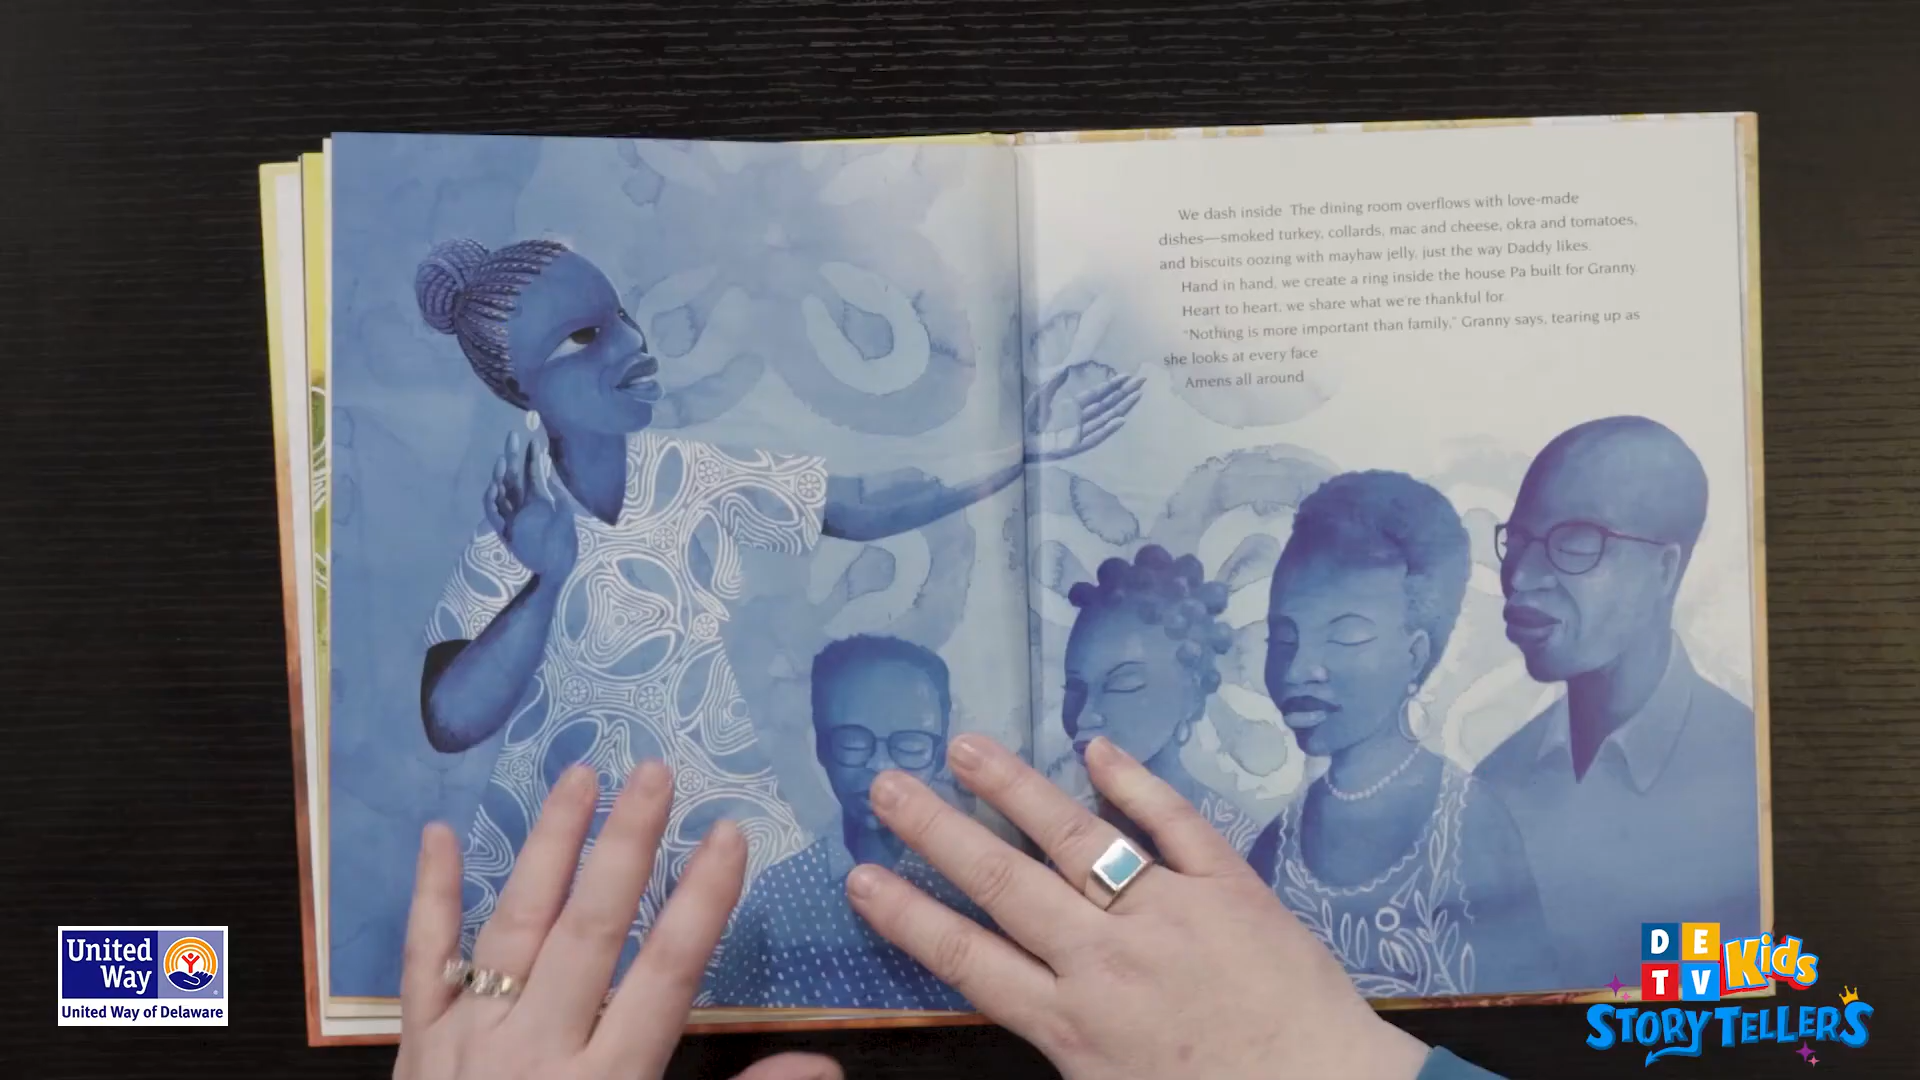 We dash inside. The dining room overflows with love-made
dishes—smoked turkey, collards, mac and cheese, okra and tomatoes,
and biscuits oozing with mayhaw jelly, just the way Daddy likes.
Hand in hand, we create a ring inside the house Pa built for Granny.
Heart to heart, we share what we're thankful for.
"Nothing is more important than family," Granny says, tearing up as
she looks at every face.
Amens all around.
United
Way
United Way of Delaware
DE
TV Kids
STORYTELLERS